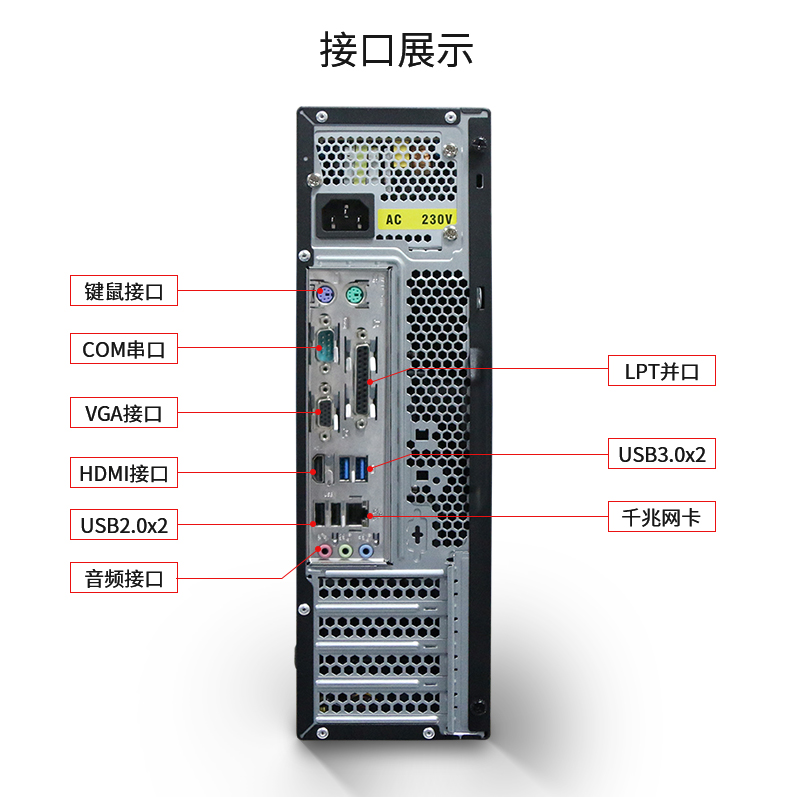 接口展示
AC 230V
键鼠接口
COM串口
VGA接口
HDMI接口
USB2.0x2
音频接口
LPT并口
USB3.0x2
千兆网卡